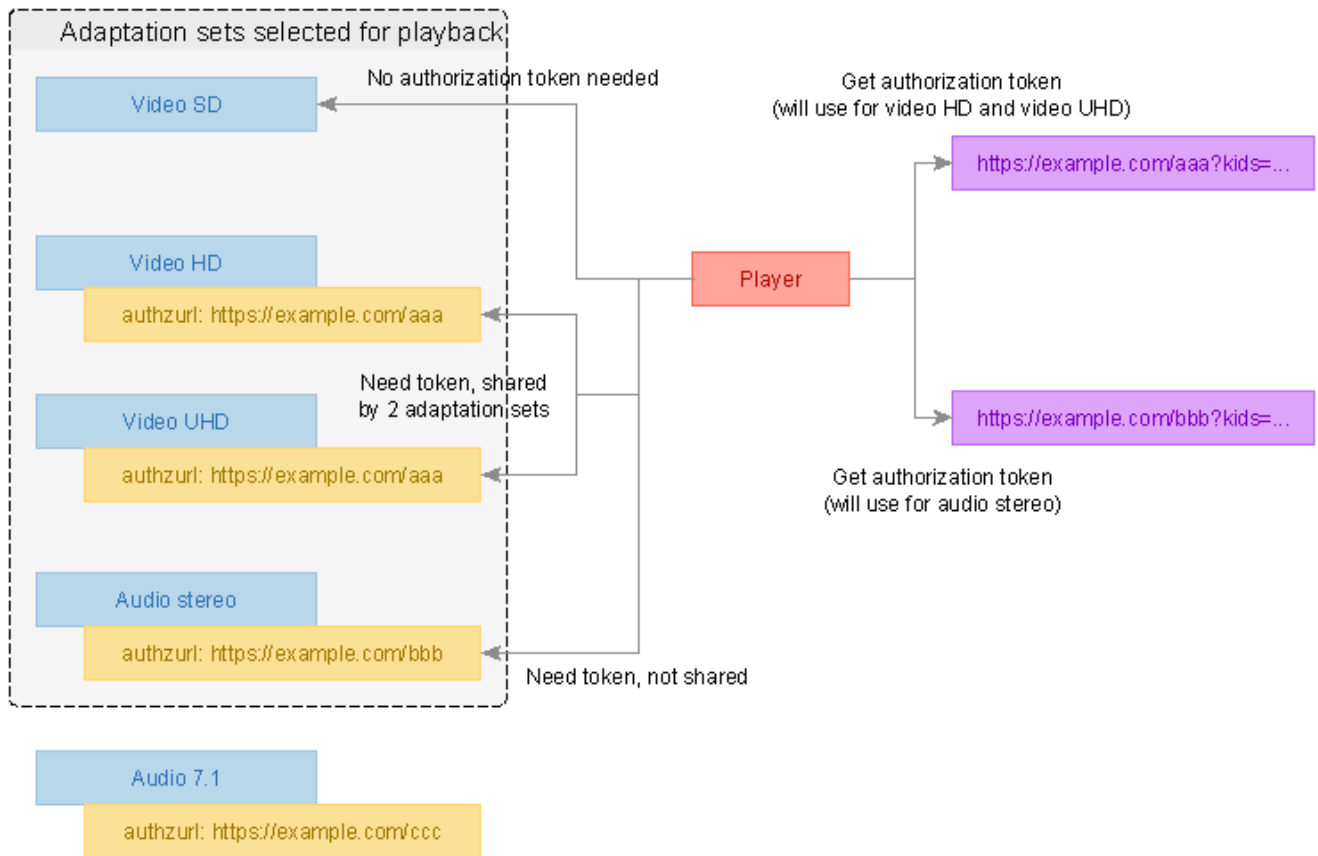 Adaptation sets selected for playback
No authorization token needed
Video SD
Get authorization token
(will use for video HD and video UHD)
https://example.com/aaa?kids=...
Video HD
authzurl: https://example.com/aaa
Player
Need token, shared
by 2 adaptation sets
Video UHD
authzurl: https://example.com/aaa
https://example.com/bbb?kids=...
Get authorization token
(will use for audio stereo)
Audio stereo
authzurl: https://example.com/bbb
Need token, not shared
Audio 7.1
authzurl: https://example.com/ccc